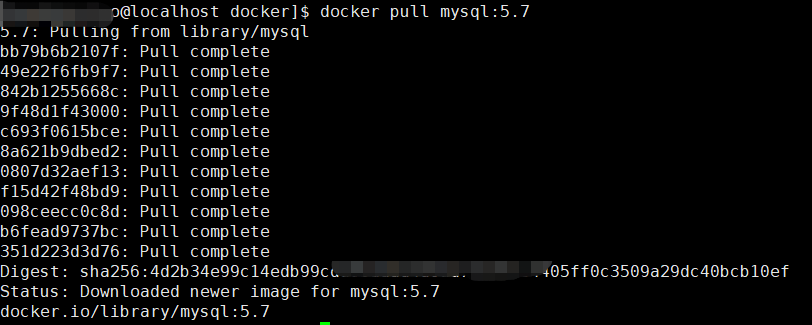 o@localhost docker]$ docker pull mysql:5.7
5.7: Pulling from library/mysql
bb79b6b2107f: Pull complete
49e22f6fb9f7: Pull complete
842b1255668c: Pull complete
9f48d1f43000: Pull complete
c693f0615bce: Pull complete
8a621b9dbed2: Pull complete
0807d32aef13: Pull complete
f15d42f48bd9: Pull complete
098ceecc0c8d: Pull complete
b6fead9737bc: Pull complete
351d223d3d76: Pull complete
Digest: sha256:4d2b34e99c14edb99cd 405ff0c3509a29dc40bcb10ef
Status: Downloaded newer image for mysql:5.7
docker.io/library/mysql:5.7